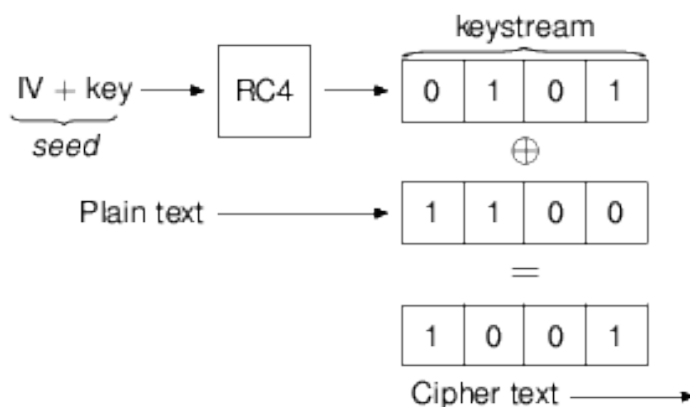 keystream
IV + key
RC4
0 1 0 1
seed
⊕
Plain text
1 1 0 0
=
1 0 0 1
Cipher text